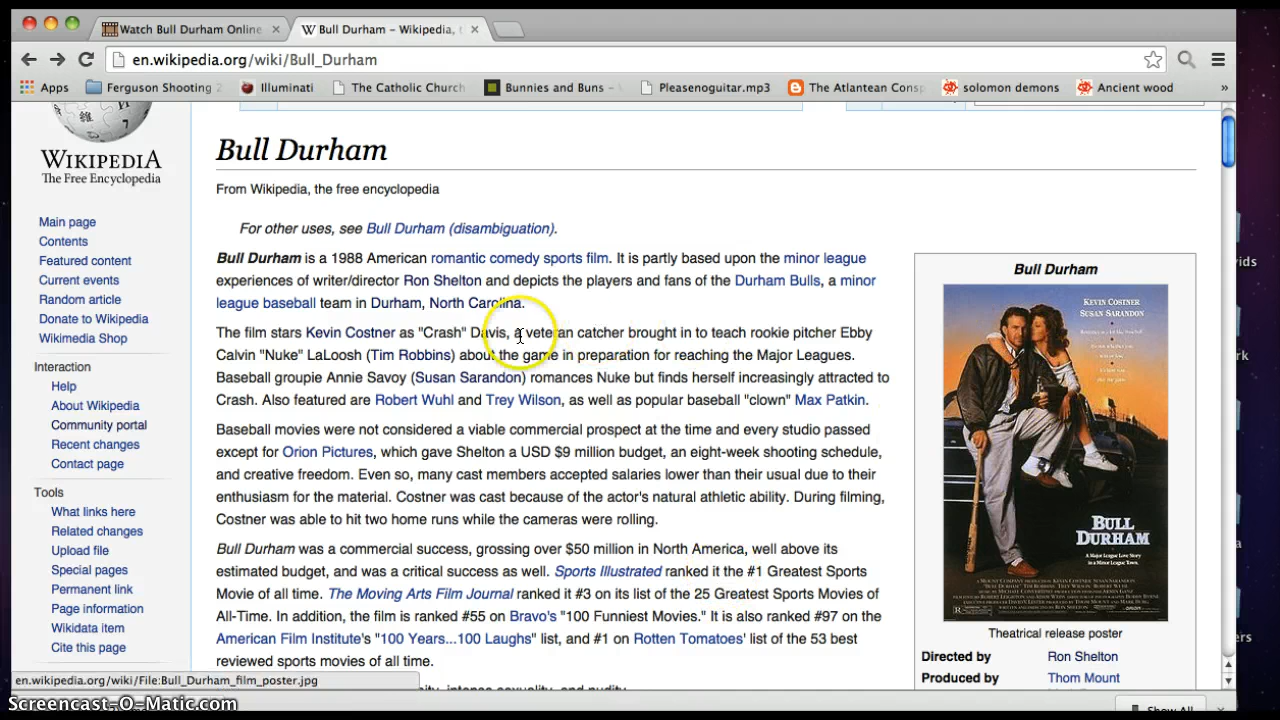 Watch Bull Durham Online
Bull Durham – Wikipedia, t
en.wikipedia.org/wiki/Bull_Durham
Apps
Ferguson Shooting 2
Illuminati
The Catholic Church
Bunnies and Buns –
Pleasenoguitar.mp3
The Atlantean Consp
solomon demons
Ancient wood
»
WIKIPEDIA
The Free Encyclopedia
Main page
Contents
Featured content
Current events
Random article
Donate to Wikipedia
Wikimedia Shop
Interaction
Help
About Wikipedia
Community portal
Recent changes
Contact page
Tools
What links here
Related changes
Upload file
Special pages
Permanent link
Page information
Wikidata item
Cite this page
Bull Durham
From Wikipedia, the free encyclopedia
For other uses, see Bull Durham (disambiguation).
Bull Durham is a 1988 American romantic comedy sports film. It is partly based upon the minor league
experiences of writer/director Ron Shelton and depicts the players and fans of the Durham Bulls, a minor
league baseball team in Durham, North Carolina.
The film stars Kevin Costner as "Crash" Davis, a veteran catcher brought in to teach rookie pitcher Ebby
Calvin "Nuke" LaLoosh (Tim Robbins) about the game in preparation for reaching the Major Leagues.
Baseball groupie Annie Savoy (Susan Sarandon) romances Nuke but finds herself increasingly attracted to
Crash. Also featured are Robert Wuhl and Trey Wilson, as well as popular baseball "clown" Max Patkin.
Baseball movies were not considered a viable commercial prospect at the time and every studio passed
except for Orion Pictures, which gave Shelton a USD $9 million budget, an eight-week shooting schedule,
and creative freedom. Even so, many cast members accepted salaries lower than their usual due to their
enthusiasm for the material. Costner was cast because of the actor's natural athletic ability. During filming,
Costner was able to hit two home runs while the cameras were rolling.
Bull Durham was a commercial success, grossing over $50 million in North America, well above its
estimated budget, and was a critical success as well. Sports Illustrated ranked it the #1 Greatest Sports
Movie of all time. The Moving Arts Film Journal ranked it #3 on its list of the 25 Greatest Sports Movies of
All-Time. In addition, the film is ranked #55 on Bravo's "100 Funniest Movies." It is also ranked #97 on the
American Film Institute's "100 Years...100 Laughs" list, and #1 on Rotten Tomatoes' list of the 53 best
reviewed sports movies of all time.
Bull Durham
KEVIN COSTNER
SUSAN SARANDON
BULL
DURHAM
A Major League Love Story
in a Minor League Town.
Theatrical release poster
Directed by Ron Shelton
Produced by Thom Mount
en.wikipedia.org/wiki/File:Bull_Durham_film_poster.jpg
Screencast-O-Matic.com
Show All